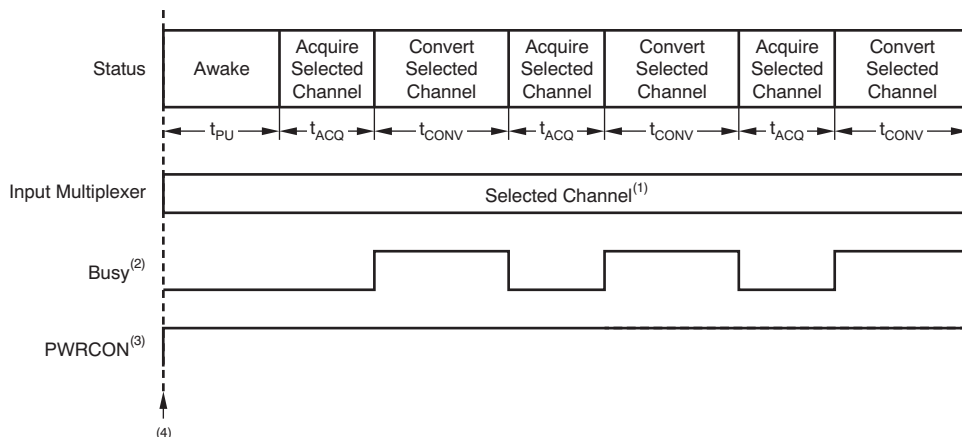 Status
Awake
Acquire
Selected
Channel
Convert
Selected
Channel
Acquire
Selected
Channel
Convert
Selected
Channel
Acquire
Selected
Channel
Convert
Selected
Channel
tPU tACQ tCONV tACQ tCONV tACQ tCONV
Input Multiplexer
Selected Channel(1)
Busy(2)
PWRCON(3)
(4)